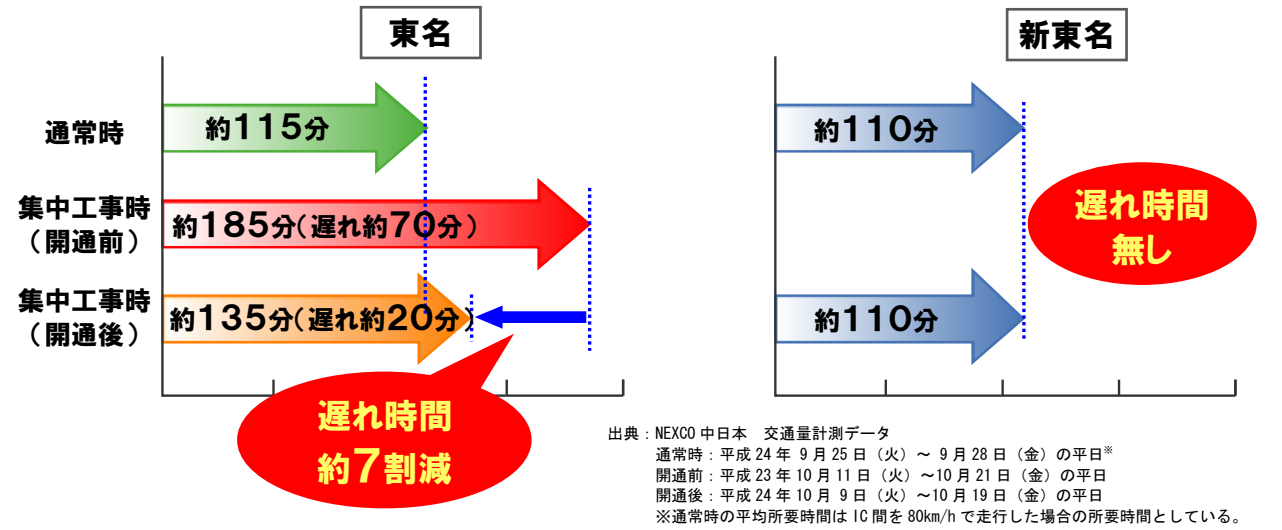 東名
新東名
通常時
約115分
約110分
集中工事時
(開通前)
約185分(遅れ約70分)
遅れ時間
無し
集中工事時
(開通後)
約135分(遅れ約20分)
約110分
遅れ時間
約7割減
出典:NEXCO中日本 交通量計測データ
通常時:平成24年 9月25日(火)~ 9月28日(金)の平日※
開通前:平成23年10月11日(火)~10月21日(金)の平日
開通後:平成24年10月 9日(火)~10月19日(金)の平日
※通常時の平均所要時間はIC間を80km/hで走行した場合の所要時間としている。